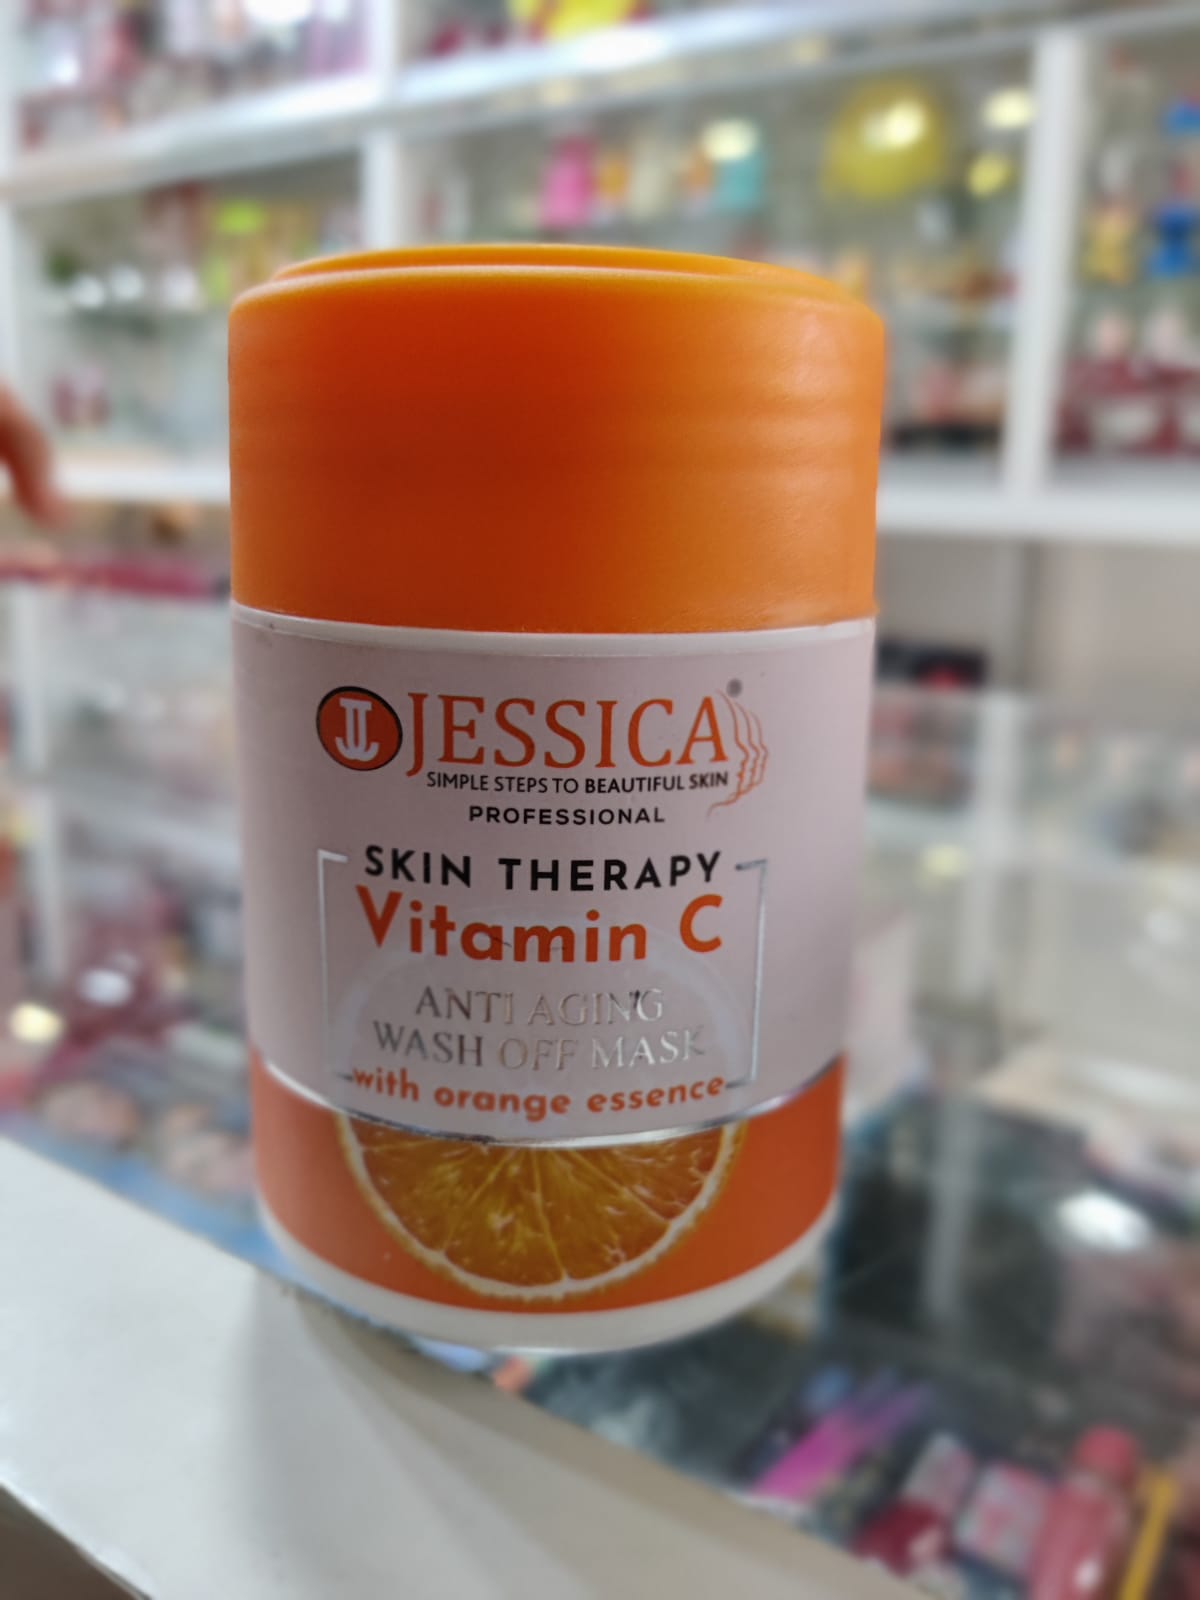 JESSICA
SIMPLE STEPS TO BEAUTIFUL SKIN
PROFESSIONAL
SKIN THERAPY
Vitamin C
ANTI AGING
WASH OFF MASK
with orange essence